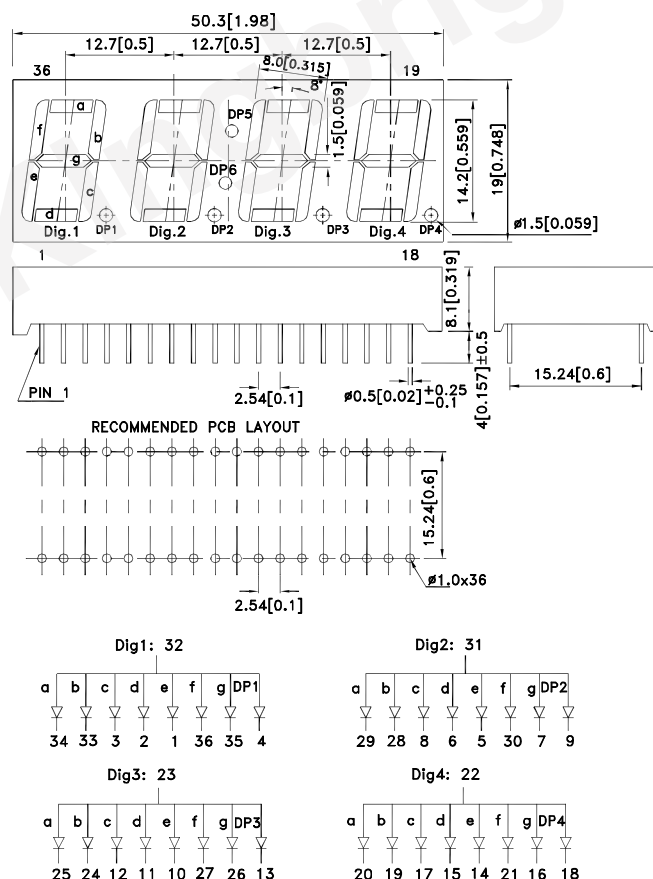 50.3[1.98]
12.7[0.5] 12.7[0.5] 12.7[0.5]
8.0[0.315]
36 19
8°
a
f b
g
e c
d
DP5
DP6
1.5[0.059]
14.2[0.559]
19[0.748]
Dig.1 DP1 Dig.2 DP2 Dig.3 DP3 Dig.4 DP4
ø1.5[0.059]
1 18
8.1[0.319]
4[0.157]±0.5
PIN 1
2.54[0.1]
ø0.5[0.02]+0.25 -0.1
15.24[0.6]
RECOMMENDED PCB LAYOUT
15.24[0.6]
2.54[0.1]
ø1.0x36
Dig1: 32
a b c d e f g DP1
34 33 3 2 1 36 35 4
Dig2: 31
a b c d e f g DP2
29 28 8 6 5 30 7 9
Dig3: 23
a b c d e f g DP3
25 24 12 11 10 27 26 13
Dig4: 22
a b c d e f g DP4
20 19 17 15 14 21 16 18